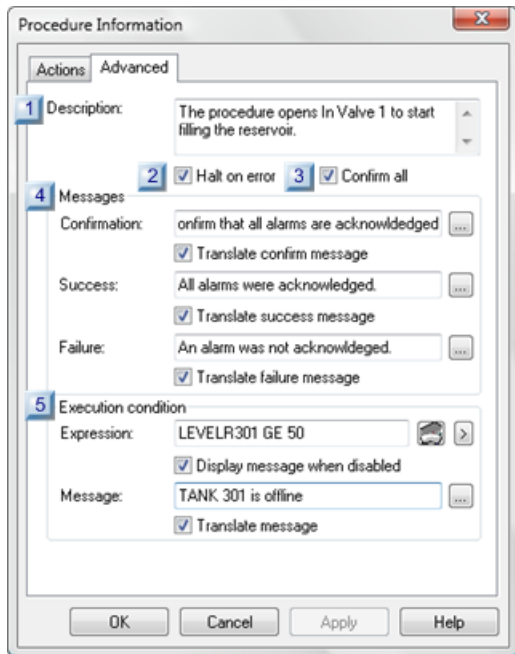 Procedure Information
Actions
Advanced
1 Description:
The procedure opens In Valve 1 to start
filling the reservoir.
2 Halt on error
3 Confirm all
4 Messages
Confirmation:
onfirm that all alarms are acknowldedged
...
Translate confirm message
Success:
All alarms were acknowledged.
...
Translate success message
Failure:
An alarm was not acknowldeged.
...
Translate failure message
5 Execution condition
Expression:
LEVELR301 GE 50
>
Display message when disabled
Message:
TANK 301 is offline
...
Translate message
OK
Cancel
Apply
Help